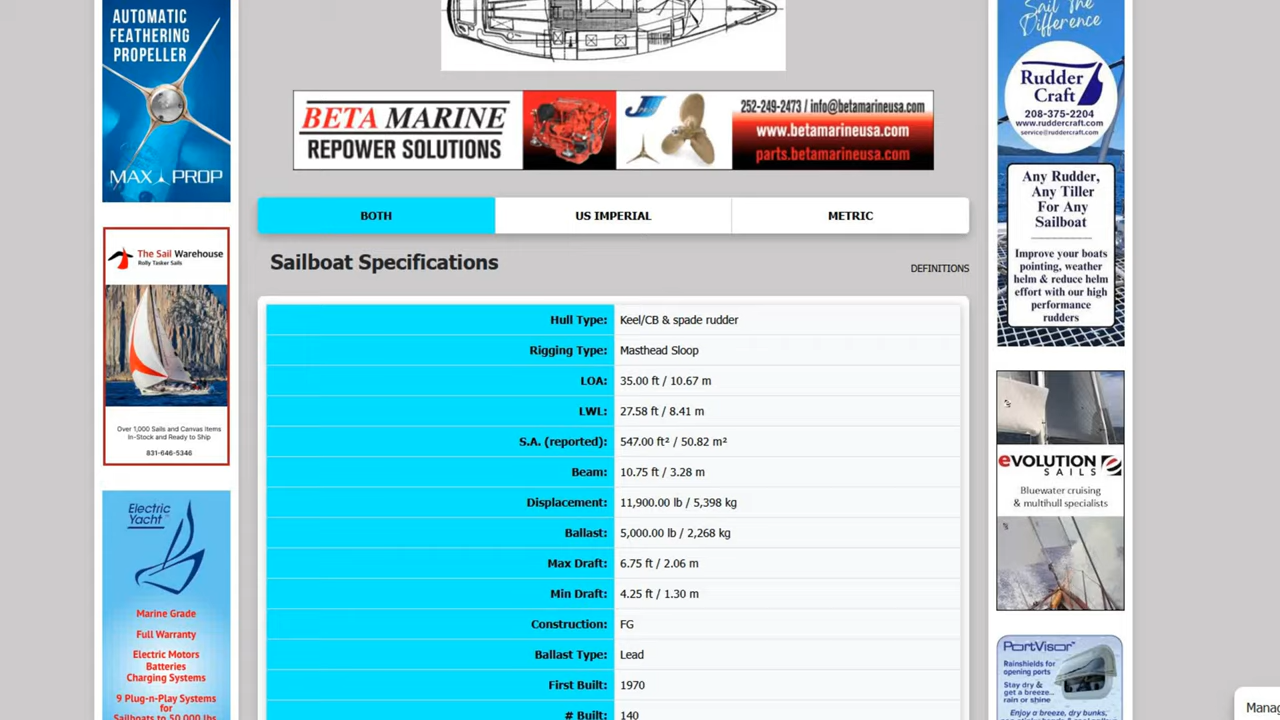 AUTOMATIC
FEATHERING
PROPELLER
MAX PROP
The Sail Warehouse
Rolly Tasker Sails
Over 1,000 Sails and Canvas Items
In-Stock and Ready to Ship
831-646-5346
Electric
Yacht
Marine Grade
Full Warranty
Electric Motors
Batteries
Charging Systems
9 Plug-n-Play Systems
for
Sailboats to 50,000 lbs
BETA MARINE
REPOWER SOLUTIONS
252-249-2473 / info@betamarineusa.com
www.betamarineusa.com
parts.betamarineusa.com
BOTH
US IMPERIAL
METRIC
Sailboat Specifications
DEFINITIONS
Hull Type: Keel/CB & spade rudder
Rigging Type: Masthead Sloop
LOA: 35.00 ft / 10.67 m
LWL: 27.58 ft / 8.41 m
S.A. (reported): 547.00 ft² / 50.82 m²
Beam: 10.75 ft / 3.28 m
Displacement: 11,900.00 lb / 5,398 kg
Ballast: 5,000.00 lb / 2,268 kg
Max Draft: 6.75 ft / 2.06 m
Min Draft: 4.25 ft / 1.30 m
Construction: FG
Ballast Type: Lead
First Built: 1970
# Built: 140
Sail The
Difference
Rudder
Craft
208-375-2204
www.ruddercraft.com
service@ruddercraft.com
Any Rudder,
Any Tiller
For Any
Sailboat
Improve your boats
pointing, weather
helm & reduce helm
effort with our high
performance
rudders
eVOLUTION
SAILS
Bluewater cruising
& multihull specialists
PORTVISOR™
Rainshields for
opening ports
Stay dry &
get a breeze...
rain or shine
Enjoy a breeze, dry bunks,
Manag